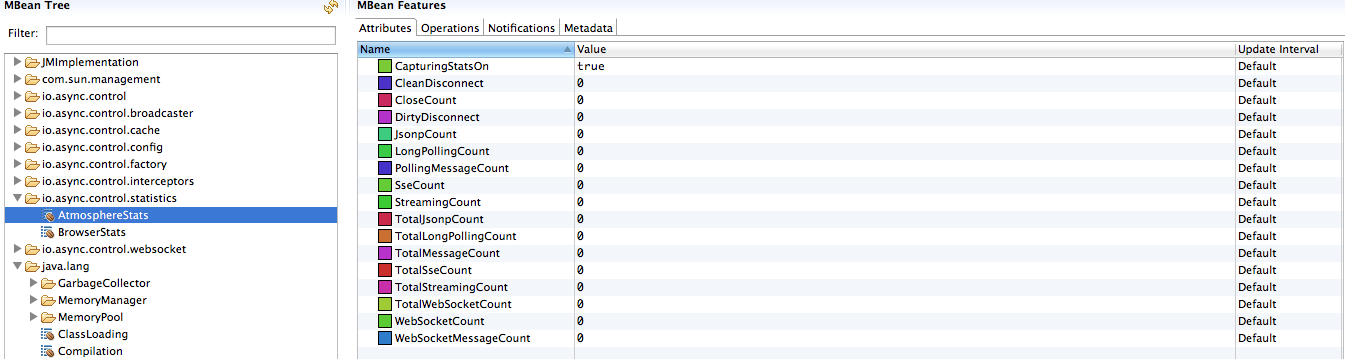 MBean Tree
Filter:
JMImplementation
com.sun.management
io.async.control
io.async.control.broadcaster
io.async.control.cache
io.async.control.config
io.async.control.factory
io.async.control.interceptors
io.async.control.statistics
AtmosphereStats
BrowserStats
io.async.control.websocket
java.lang
GarbageCollector
MemoryManager
MemoryPool
ClassLoading
Compilation
MBean Features
Attributes Operations Notifications Metadata
Name Value Update Interval
CapturingStatsOn true Default
CleanDisconnect 0 Default
CloseCount 0 Default
DirtyDisconnect 0 Default
JsonpCount 0 Default
LongPollingCount 0 Default
PollingMessageCount 0 Default
SseCount 0 Default
StreamingCount 0 Default
TotalJsonpCount 0 Default
TotalLongPollingCount 0 Default
TotalMessageCount 0 Default
TotalSseCount 0 Default
TotalStreamingCount 0 Default
TotalWebSocketCount 0 Default
WebSocketCount 0 Default
WebSocketMessageCount 0 Default